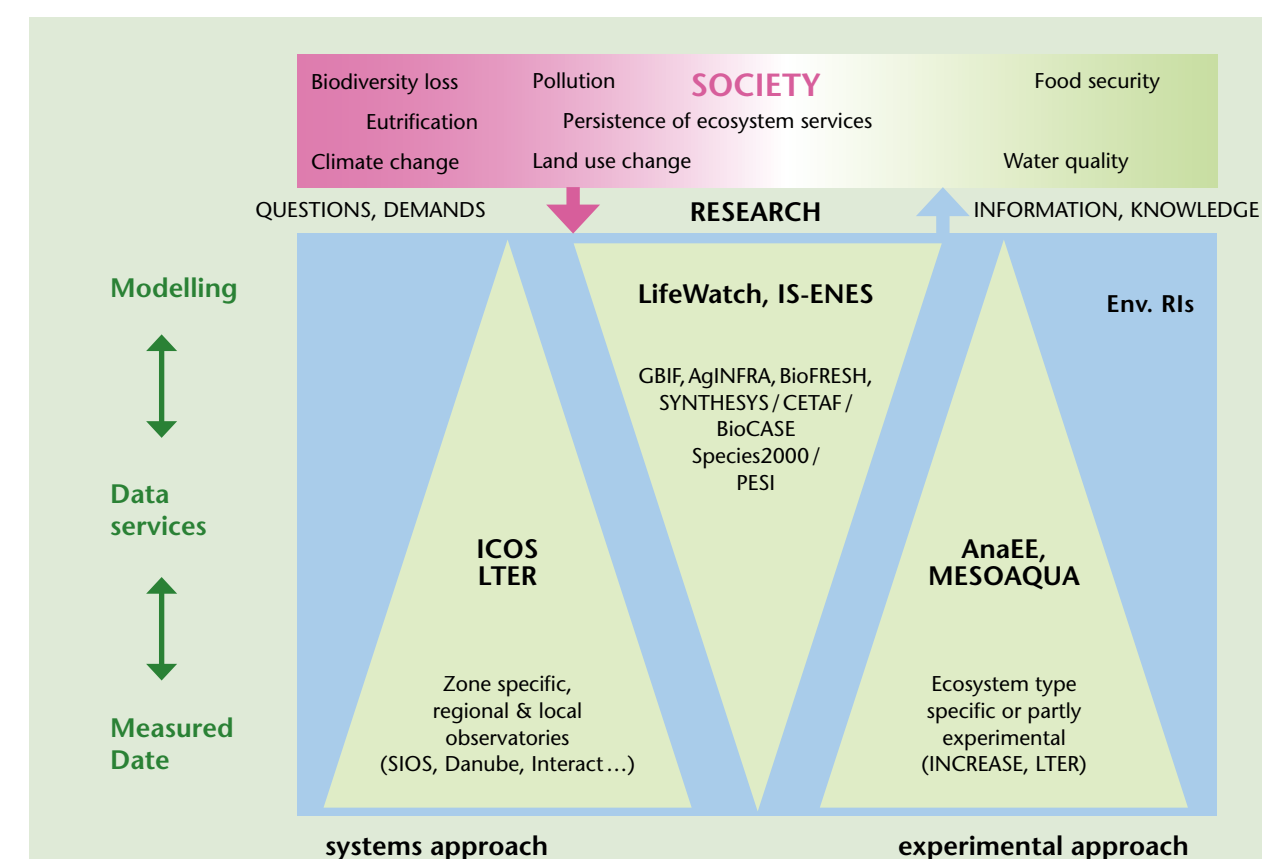 Biodiversity loss
Pollution
SOCIETY
Food security
Eutrification
Persistence of ecosystem services
Climate change
Land use change
Water quality
QUESTIONS, DEMANDS
RESEARCH
INFORMATION, KNOWLEDGE
Modelling
Data
services
Measured
Date
ICOS
LTER
Zone specific,
regional & local
observatories
(SIOS, Danube, Interact…)
LifeWatch, IS-ENES
GBIF, AgINFRA, BioFRESH,
SYNTHESYS / CETAF /
BioCASE
Species2000 /
PESI
Env. RIs
AnaEE,
MESOAQUA
Ecosystem type
specific or partly
experimental
(INCREASE, LTER)
systems approach
experimental approach